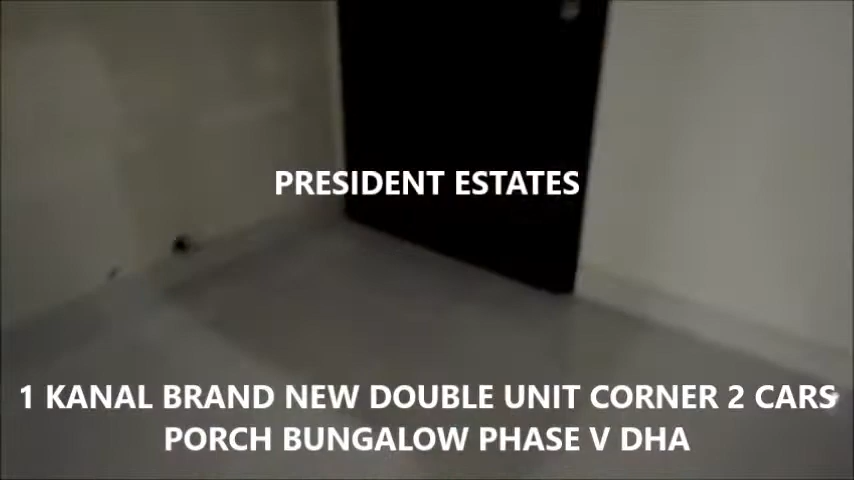 PRESIDENT ESTATES
1 KANAL BRAND NEW DOUBLE UNIT CORNER 2 CARS
PORCH BUNGALOW PHASE V DHA